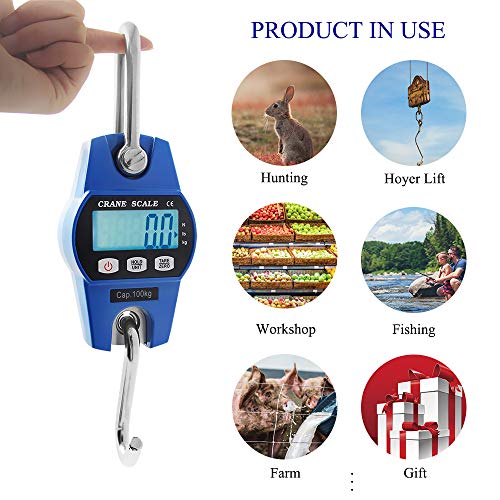 PRODUCT IN USE
CRANE SCALE CE
0.0
N
lb
kg
HOLD
UNIT
TARE
ZERO
Cap.:100kg
Hunting
Hoyer Lift
Workshop
Fishing
Farm
Gift